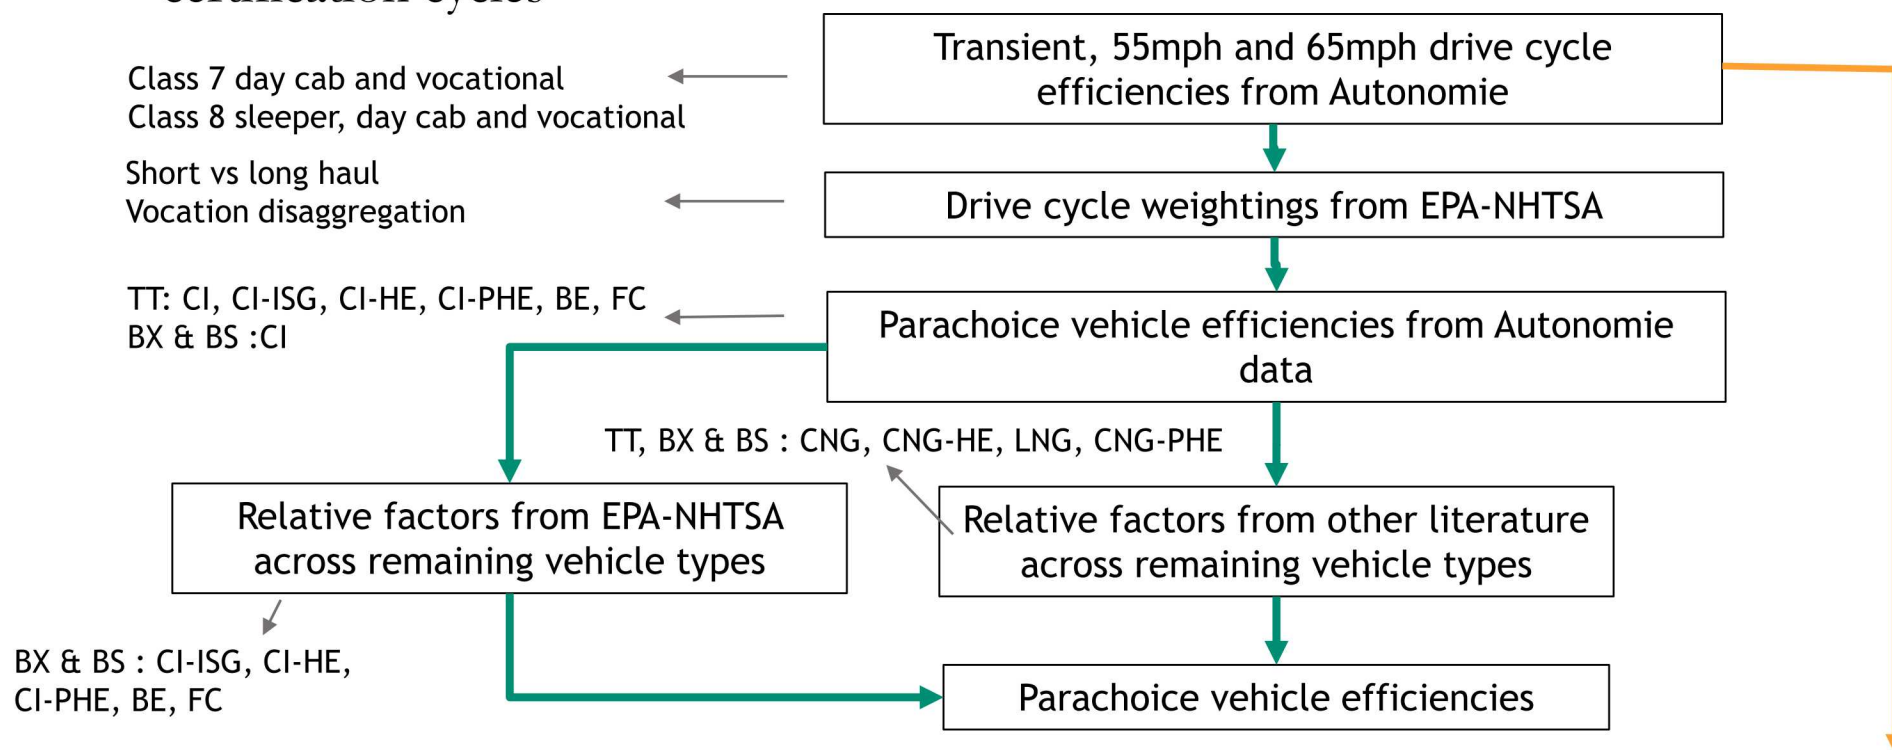 certification cycles
Transient, 55mph and 65mph drive cycle
efficiencies from Autonomie
Class 7 day cab and vocational
Class 8 sleeper, day cab and vocational
Short vs long haul
Vocation disaggregation
Drive cycle weightings from EPA-NHTSA
TT: CI, CI-ISG, CI-HE, CI-PHE, BE, FC
BX & BS :CI
Parachoice vehicle efficiencies from Autonomie
data
TT, BX & BS : CNG, CNG-HE, LNG, CNG-PHE
Relative factors from EPA-NHTSA
across remaining vehicle types
Relative factors from other literature
across remaining vehicle types
BX & BS : CI-ISG, CI-HE,
CI-PHE, BE, FC
Parachoice vehicle efficiencies